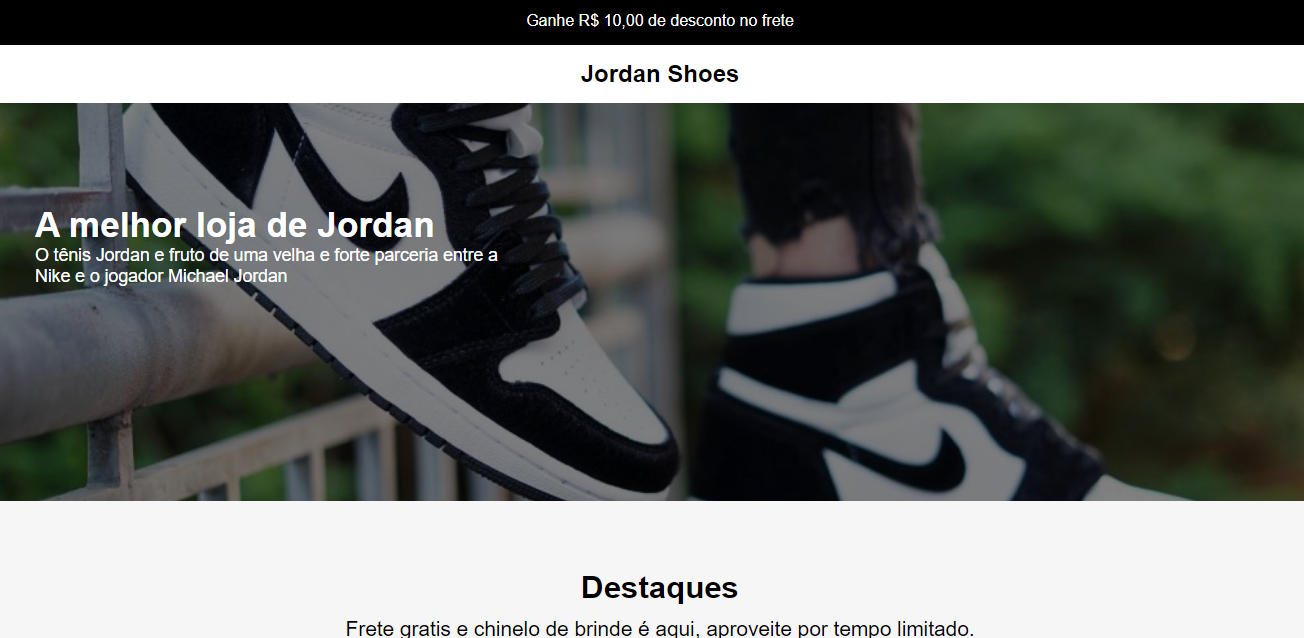 Ganhe R$ 10,00 de desconto no frete
Jordan Shoes
A melhor loja de Jordan
O tênis Jordan e fruto de uma velha e forte parceria entre a
Nike e o jogador Michael Jordan
Destaques
Frete gratis e chinelo de brinde é aqui, aproveite por tempo limitado.